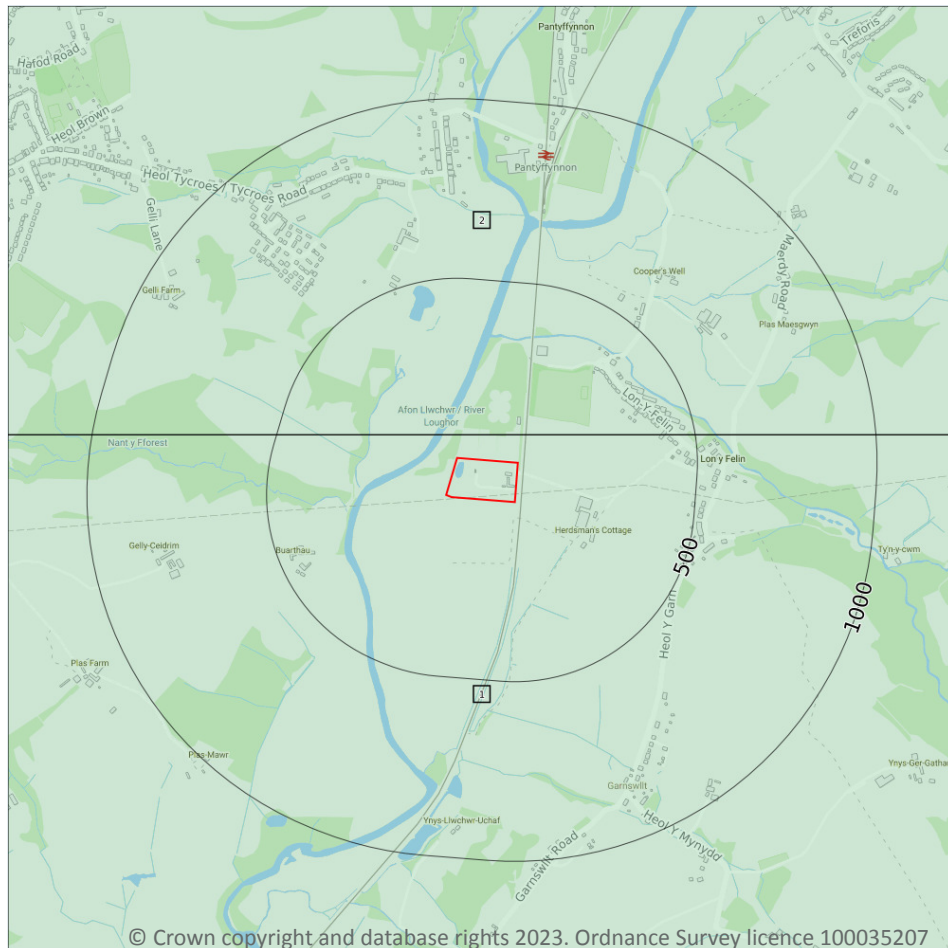 Pantyffynnon
Treforis
Hafod Road
Heol Brown
Pantyffynnon
Heol Tycroes / Tycroes Road
Gelli Lane
2
Maerdy Road
Cooper's Well
Gelli Farm
Plas Maesgwyn
Lon-Y Felin
Afon Llwchwr / River
Loughor
Nant y Fforest
Lon y Felin
Herdsman's Cottage
Gelly-Ceidrim
Buarthau
500
Ty'n-y-cwm
1000
Heol Y Garn
Plas Farm
1
Plas-Mawr
Ynys-Ger-Gathan
Garnswllt
Ynys-Llwchwr-Uchaf
Heol Y Mynydd
Garnswllt Road
© Crown copyright and database rights 2023. Ordnance Survey licence 100035207